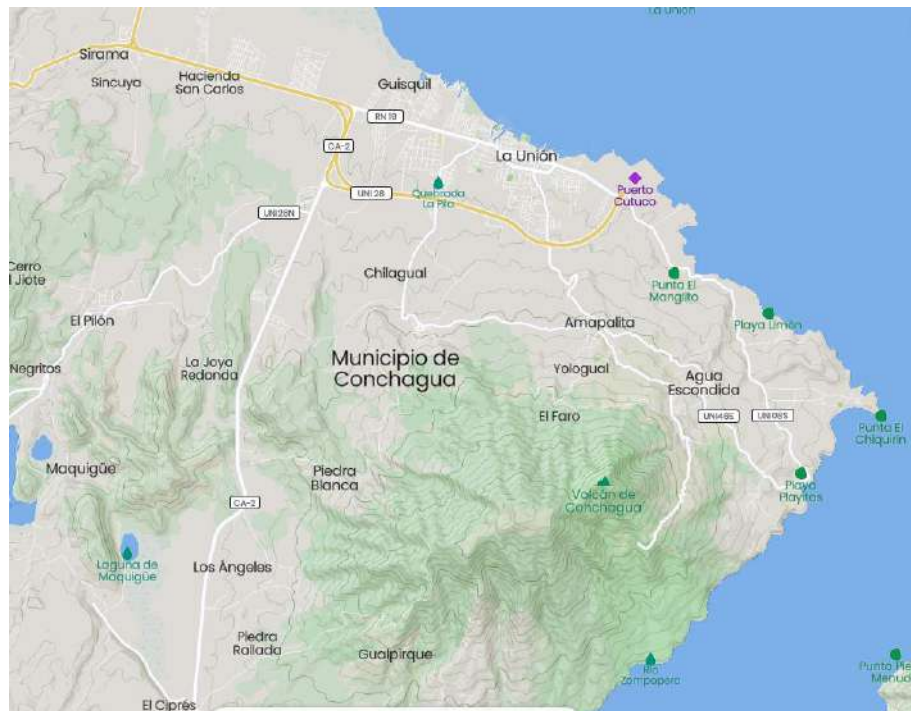 La Unión
Sirama
Sincuya
Hacienda
San Carlos
Guisquil
RN 19
CA-2
La Unión
UNI 28
Quebrada
La Pila
Puerto
Cutuco
UNI28N
Cerro
El Jiote
Chilagual
Punta El
Manglito
El Pilón
Playa Limón
Amapalita
Negritos
La Joya
Redonda
Municipio de
Conchagua
Yologual
Agua
Escondida
El Faro
UNI46S
UNI08S
Punta El
Chiquirín
Maquigüe
Piedra
Blanca
Playa
Playitas
Volcán de
Conchagua
CA-2
Laguna de
Maquigüe
Los Ángeles
Piedra
Rallada
Gualpirque
Río
Zompopera
El Ciprés